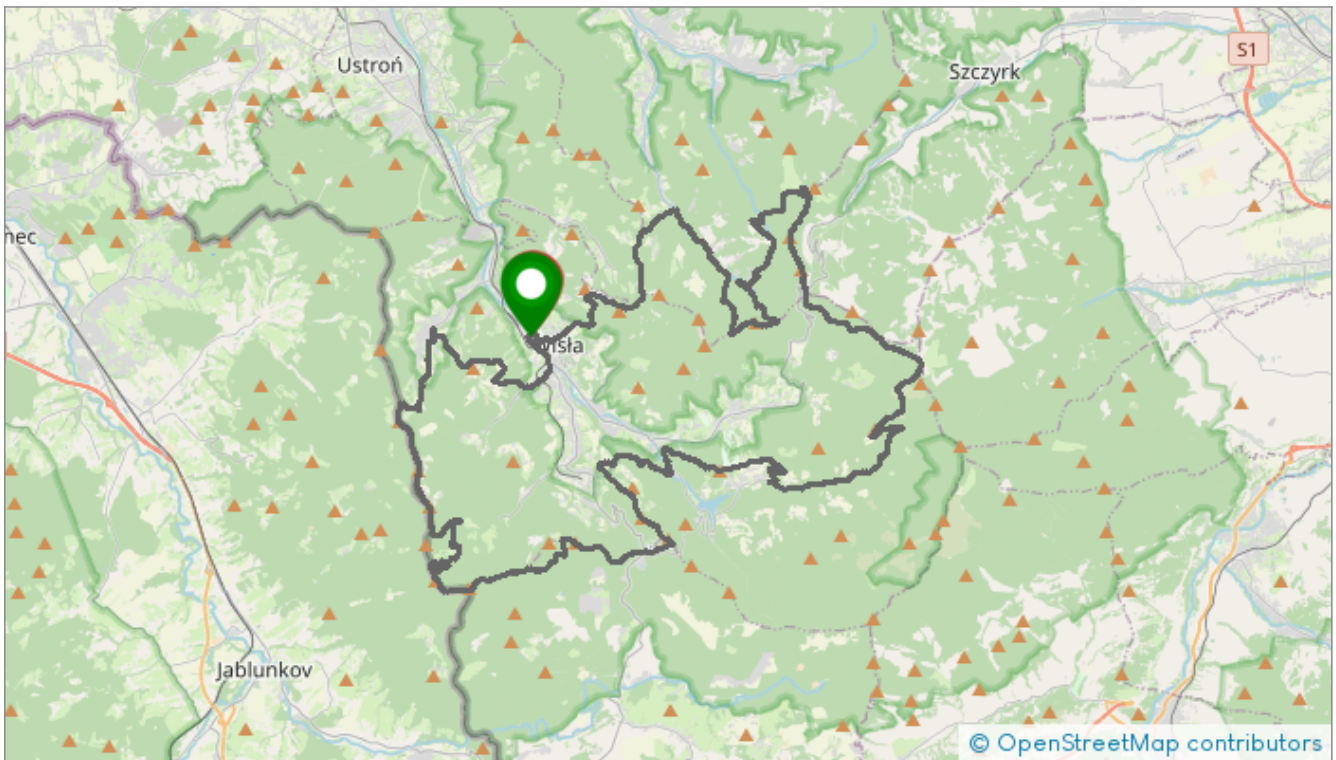 S1
Ustroń
Szczyrk
nec
isła
Jablunkov
© OpenStreetMap contributors